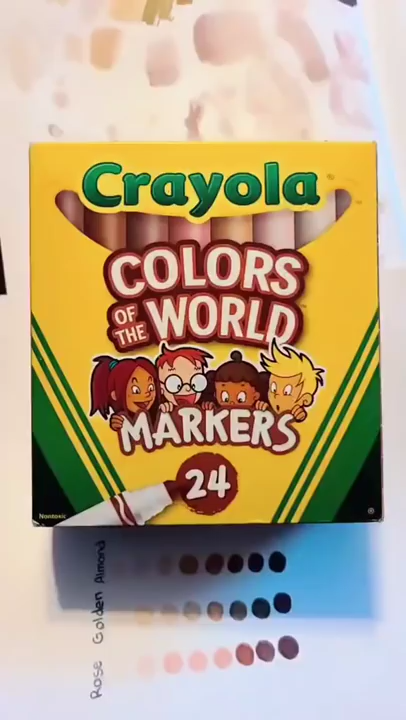 Crayola
COLORS
OF THE WORLD
MARKERS
24
Nontoxic
®
Almond
Golden
Rose